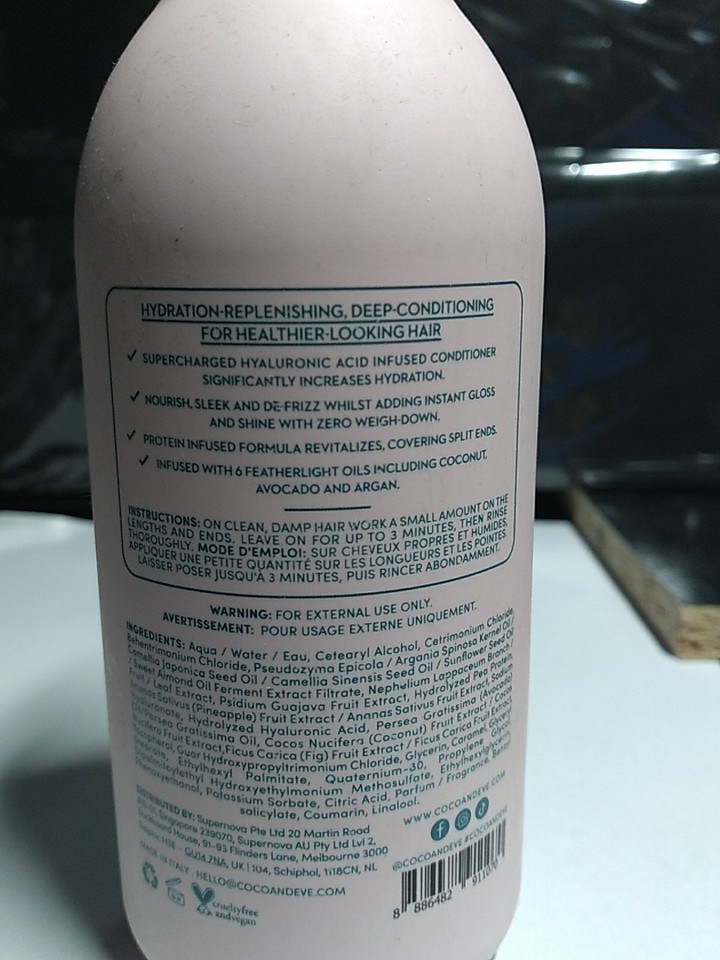 HYDRATION-REPLENISHING, DEEP-CONDITIONING
FOR HEALTHIER-LOOKING HAIR
✓ SUPERCHARGED HYALURONIC ACID INFUSED CONDITIONER
SIGNIFICANTLY INCREASES HYDRATION.
✓ NOURISH, SLEEK AND DE-FRIZZ WHILST ADDING INSTANT GLOSS
AND SHINE WITH ZERO WEIGH-DOWN.
✓ PROTEIN INFUSED FORMULA REVITALIZES, COVERING SPLIT ENDS.
✓ INFUSED WITH 6 FEATHERLIGHT OILS INCLUDING COCONUT,
AVOCADO AND ARGAN.
INSTRUCTIONS: ON CLEAN, DAMP HAIR WORK A SMALL AMOUNT ON THE
LENGTHS AND ENDS. LEAVE ON FOR UP TO 3 MINUTES, THEN RINSE
THOROUGHLY. MODE D'EMPLOI: SUR CHEVEUX PROPRES ET HUMIDES,
APPLIQUER UNE PETITE QUANTITÉ SUR LES LONGUEURS ET LES POINTES.
LAISSER POSER JUSQU'À 3 MINUTES, PUIS RINCER ABONDAMMENT.
WARNING: FOR EXTERNAL USE ONLY.
AVERTISSEMENT: POUR USAGE EXTERNE UNIQUEMENT.
INGREDIENTS: Aqua / Water / Eau, Cetearyl Alcohol, Cetrimonium Chloride,
Behentrimonium Chloride, Pseudozyma Epicola / Argania Spinosa Kernel Oil /
Camellia Japonica Seed Oil / Camellia Sinensis Seed Oil / Sunflower Seed Oil
/ Sweet Almond Oil Ferment Extract Filtrate, Nephelium Lappaceum Branch /
Fruit / Leaf Extract, Psidium Guajava Fruit Extract, Hydrolyzed Pea Protein,
Ananas Sativus (Pineapple) Fruit Extract / Ananas Sativus Fruit Extract, Sodium
Hyaluronate, Hydrolyzed Hyaluronic Acid, Persea Gratissima (Avocado)
Oil/Persea Gratissima Oil, Cocos Nucifera (Coconut) Fruit Extract / Cocos
Nucifera Fruit Extract,Ficus Carica (Fig) Fruit Extract / Ficus Carica Fruit Extract,
Tocopherol, Guar Hydroxypropyltrimonium Chloride, Glycerin, Caramel, Glyceryl
Stearate, Ethylhexyl Palmitate, Quaternium-80, Propylene Glycol,
Dipalmitoylethyl Hydroxyethylmonium Methosulfate, Ethylhexylglycerin,
Phenoxyethanol, Potassium Sorbate, Citric Acid, Parfum / Fragrance, Benzyl
salicylate, Coumarin, Linalool.
DISTRIBUTED BY: Supernova Pte Ltd 20 Martin Road
Singapore 239070, Supernova AU Pty Ltd Lvl 2,
House, 91-93 Flinders Lane, Melbourne 3000
GU14 7NA, UK | 104, Schiphol, 1118CN, NL
MADE IN ITALY . HELLO@COCOANDEVE.COM
WWW.COCOANDEVE.COM
@COCOANDEVE #COCOANDEVE
crueltyfree
andvegan
8 886482 911070